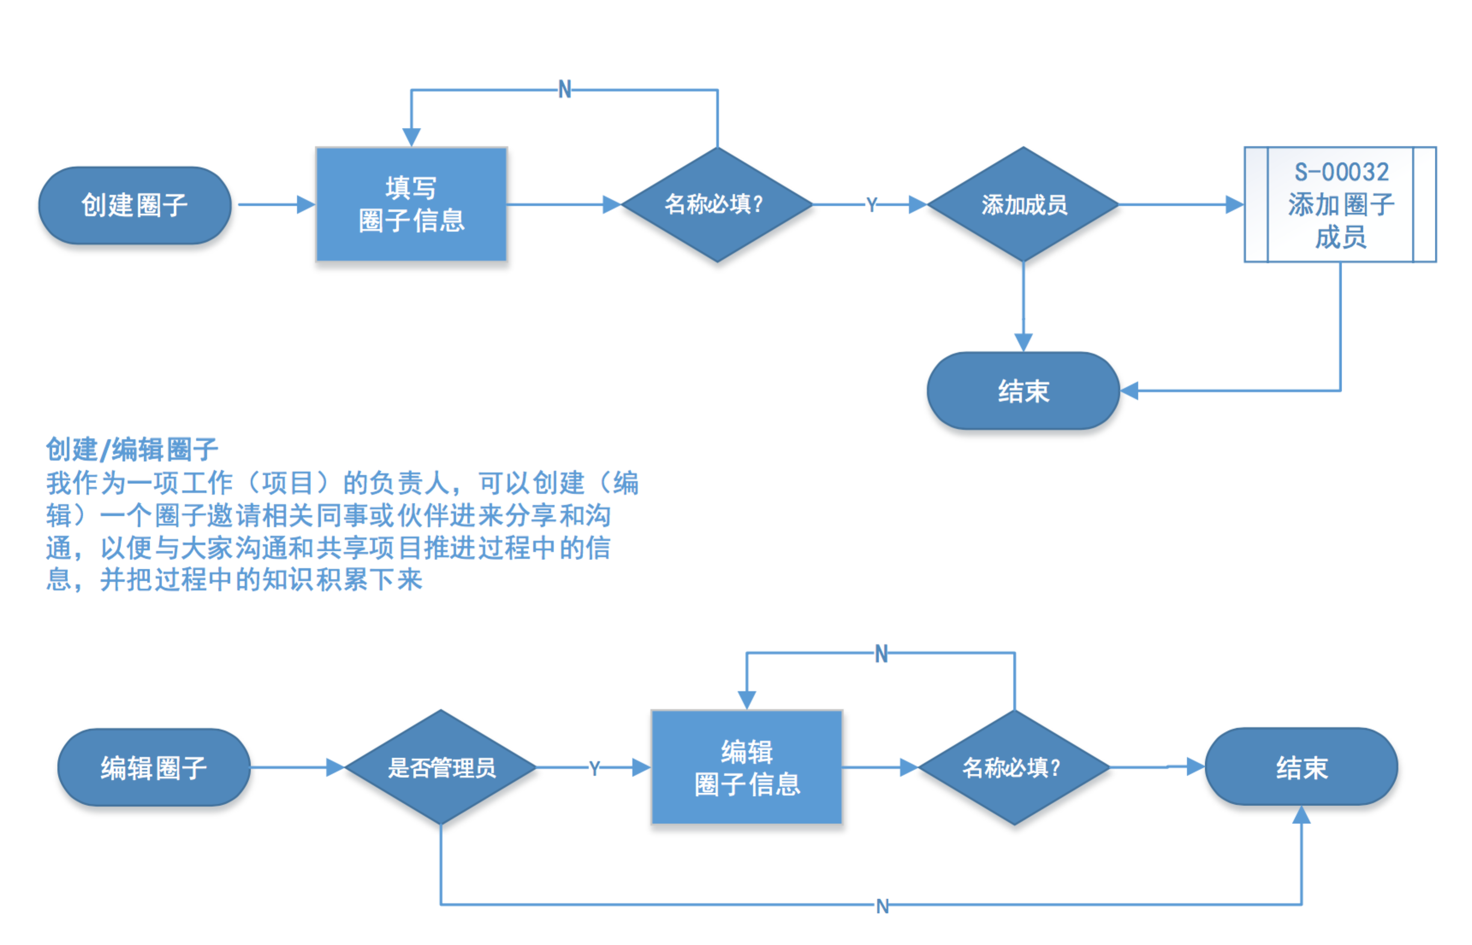 N
创建圈子
填写
圈子信息
名称必填？
Y
添加成员
S-00032
添加圈子
成员
结束
创建/编辑圈子
我作为一项工作（项目）的负责人，可以创建（编
辑）一个圈子邀请相关同事或伙伴进来分享和沟
通，以便与大家沟通和共享项目推进过程中的信
息，并把过程中的知识积累下来
N
编辑圈子
是否管理员
Y
编辑
圈子信息
名称必填？
结束
N